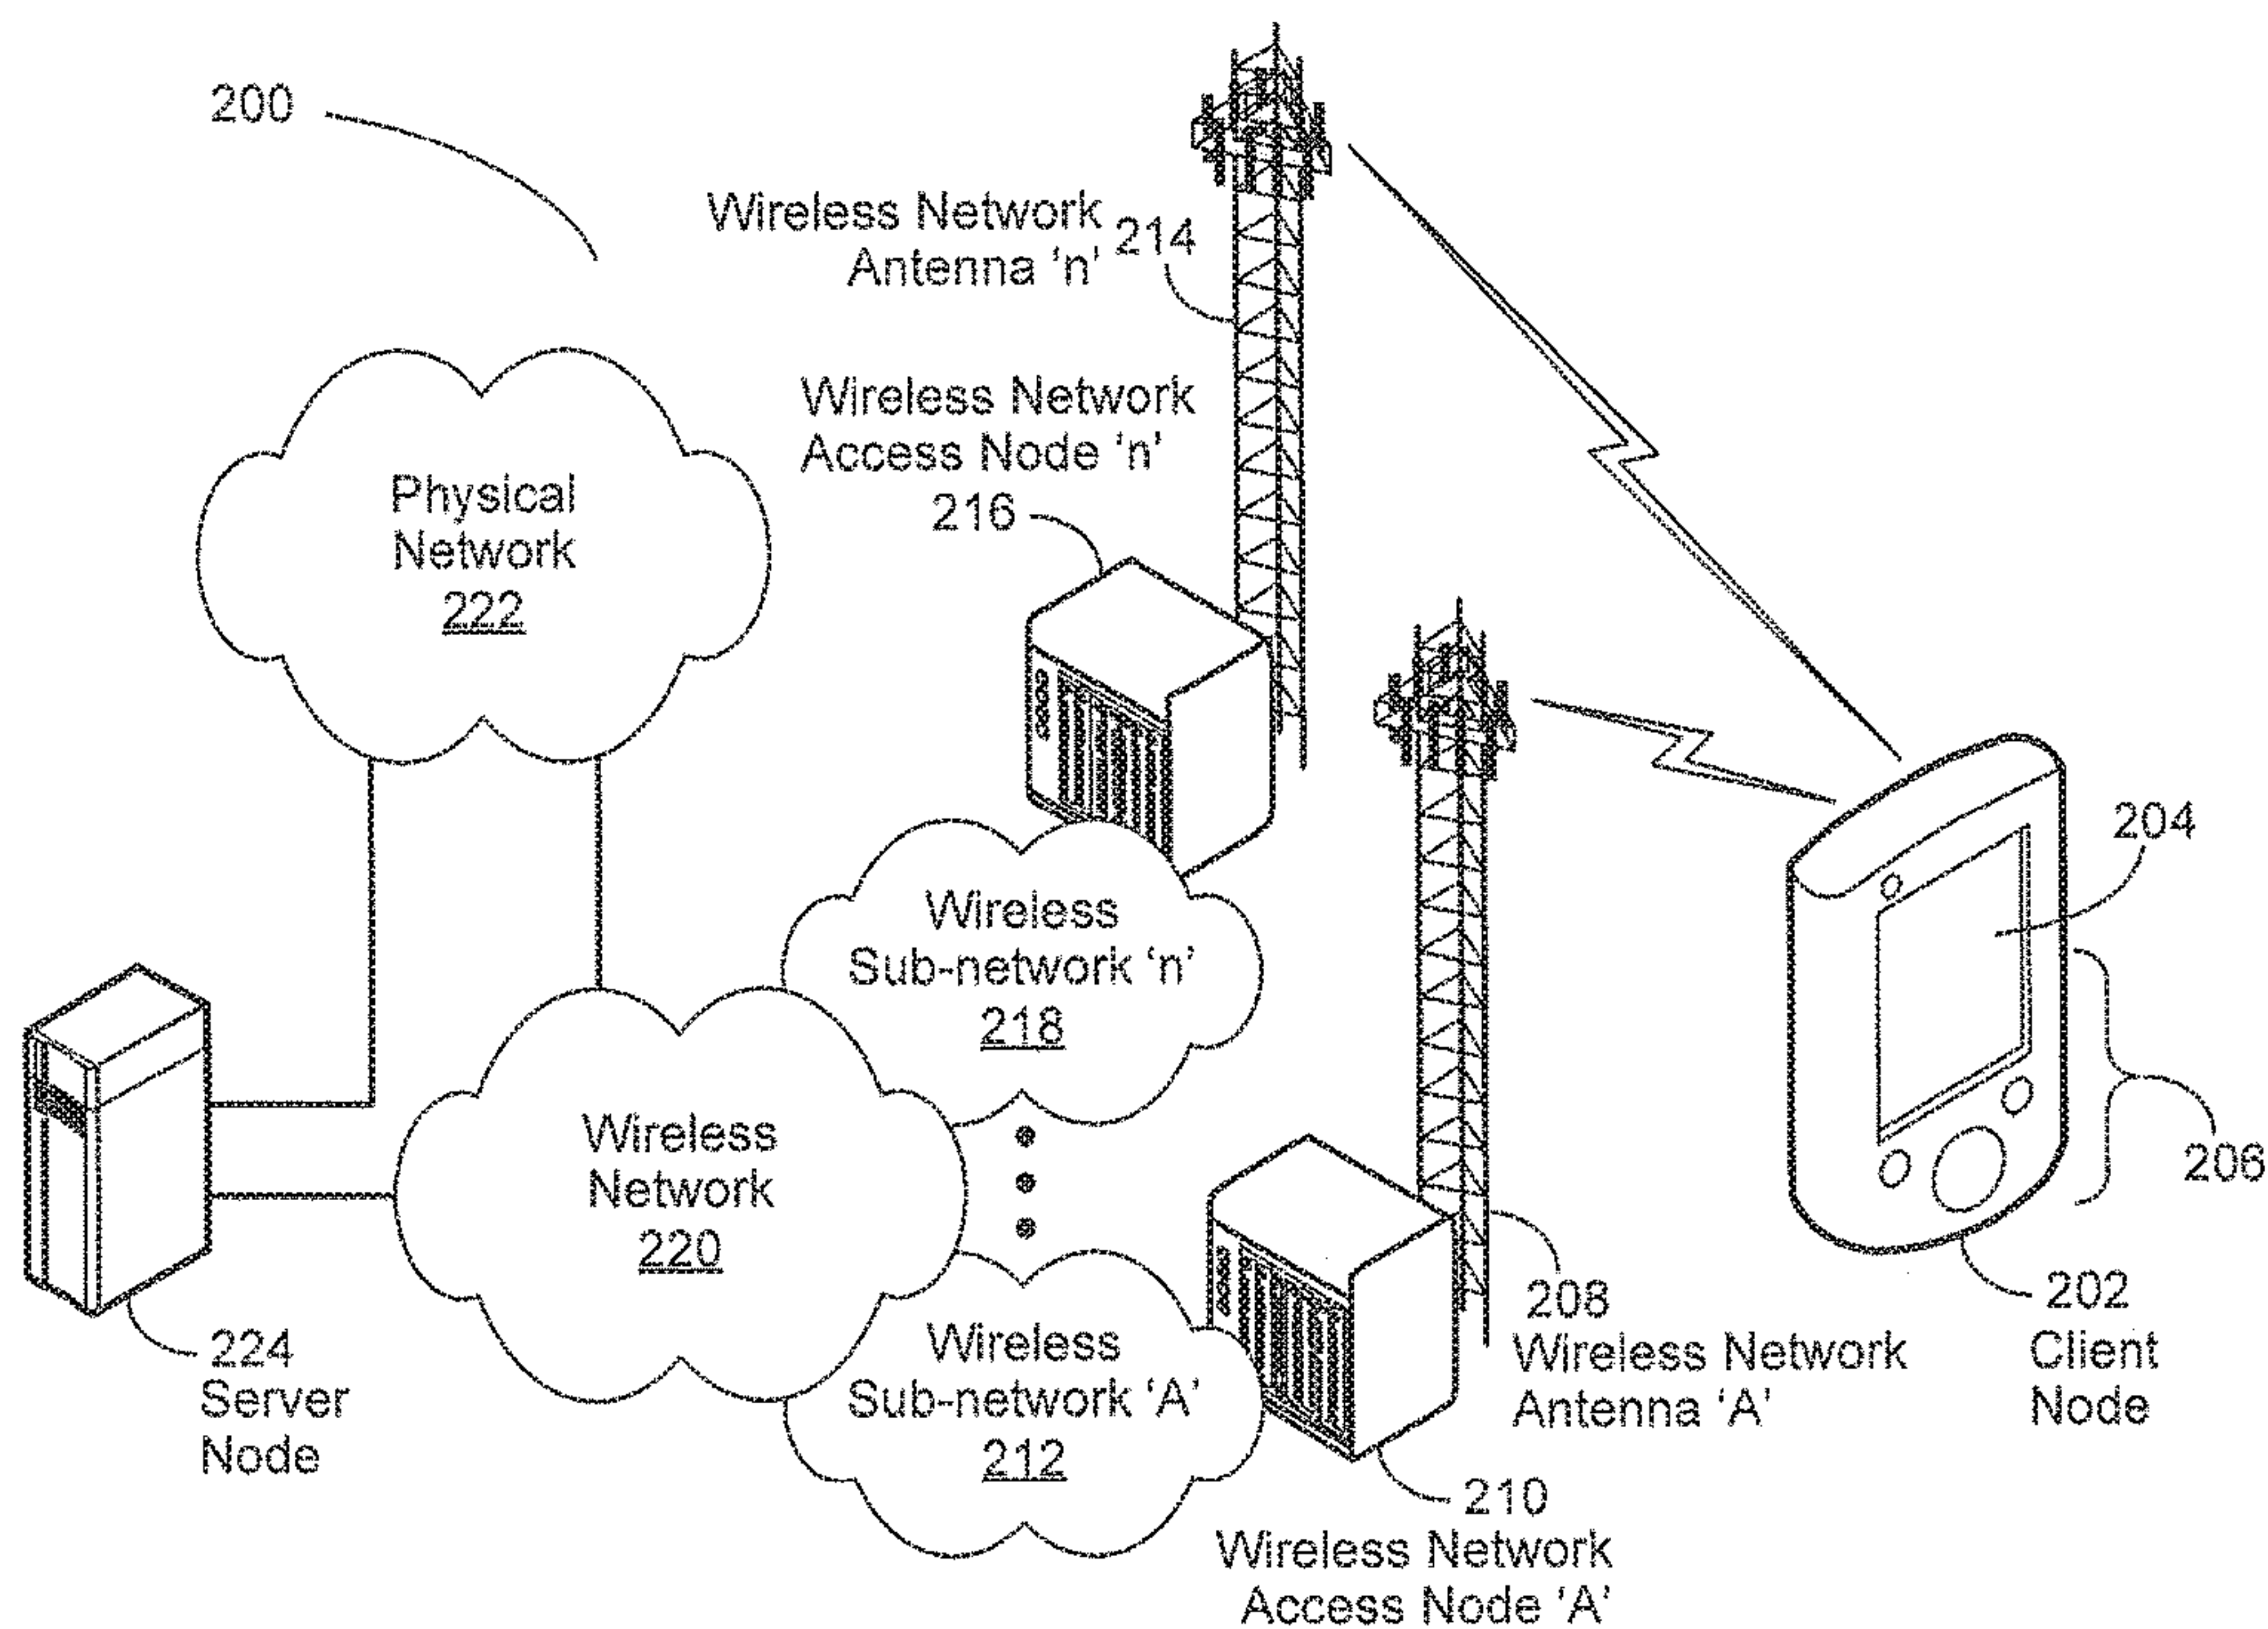 200
Wireless Network
Antenna ‘n’
214
Wireless Network
Access Node ‘n’
216
Physical
Network
222
204
Wireless
Sub-network ‘n’
218
206
Wireless
Network
220
208
Wireless Network
Antenna ‘A’
202
Client
Node
224
Server
Node
Wireless
Sub-network ‘A’
212
210
Wireless Network
Access Node ‘A’